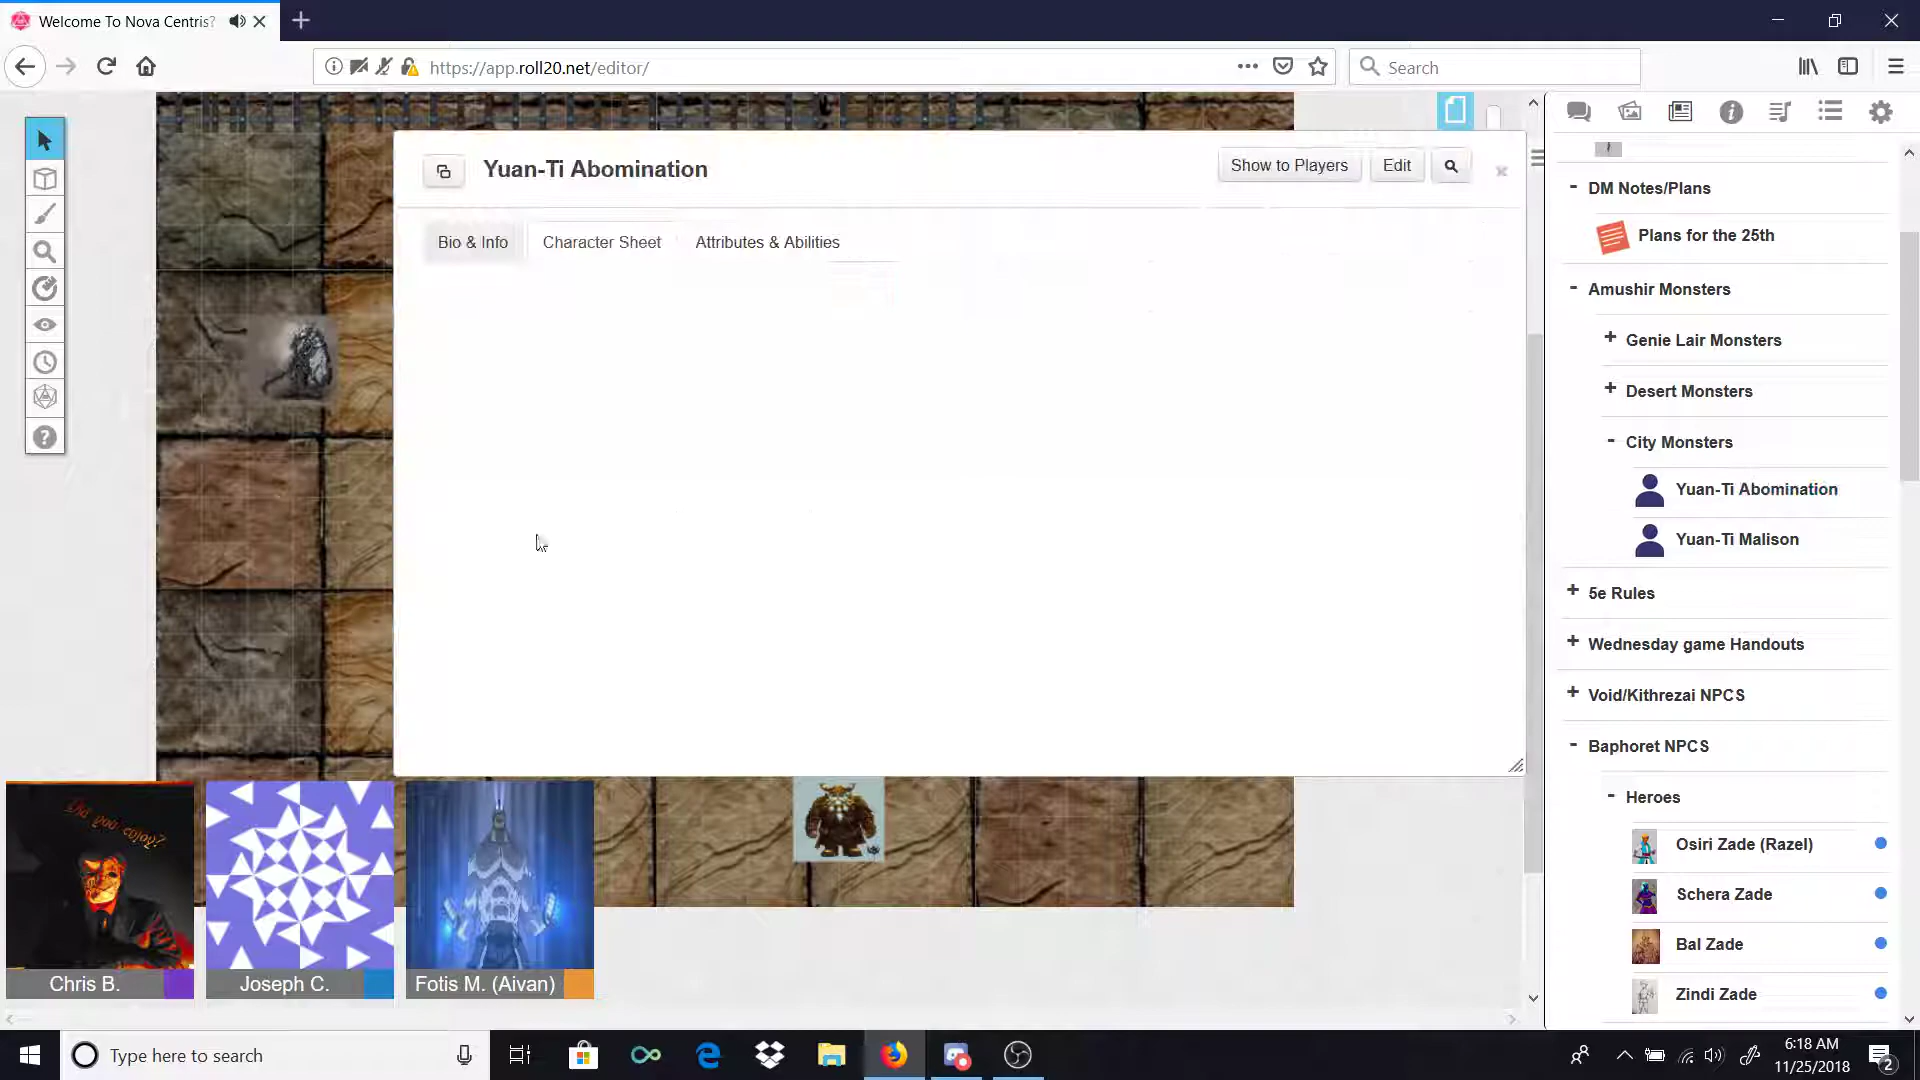 Welcome To Nova Centris?
https://app.roll20.net/editor/
Search
Yuan-Ti Abomination
Show to Players
Edit
Bio & Info
Character Sheet
Attributes & Abilities
DM Notes/Plans
Plans for the 25th
Amushir Monsters
Genie Lair Monsters
Desert Monsters
City Monsters
Yuan-Ti Abomination
Yuan-Ti Malison
5e Rules
Wednesday game Handouts
Void/Kithrezai NPCS
Baphoret NPCS
Heroes
Osiri Zade (Razel)
Schera Zade
Bal Zade
Zindi Zade
Did you enjoy?
Chris B.
Joseph C.
Fotis M. (Aivan)
Type here to search
6:18 AM
11/25/2018
2